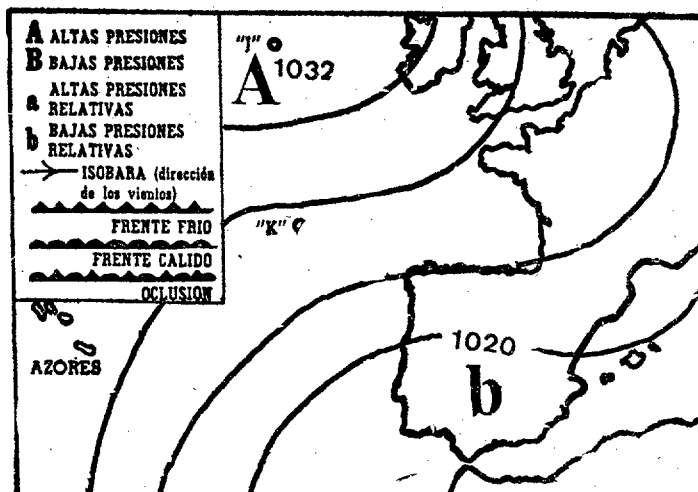 A ALTAS PRESIONES
B BAJAS PRESIONES
a ALTAS PRESIONES
RELATIVAS
b BAJAS PRESIONES
RELATIVAS
ISOBARA (dirección
de los vientos)
FRENTE FRIO
FRENTE CALIDO
OCLUSION
"I"
A 1032
"K"
AZORES
1020
b